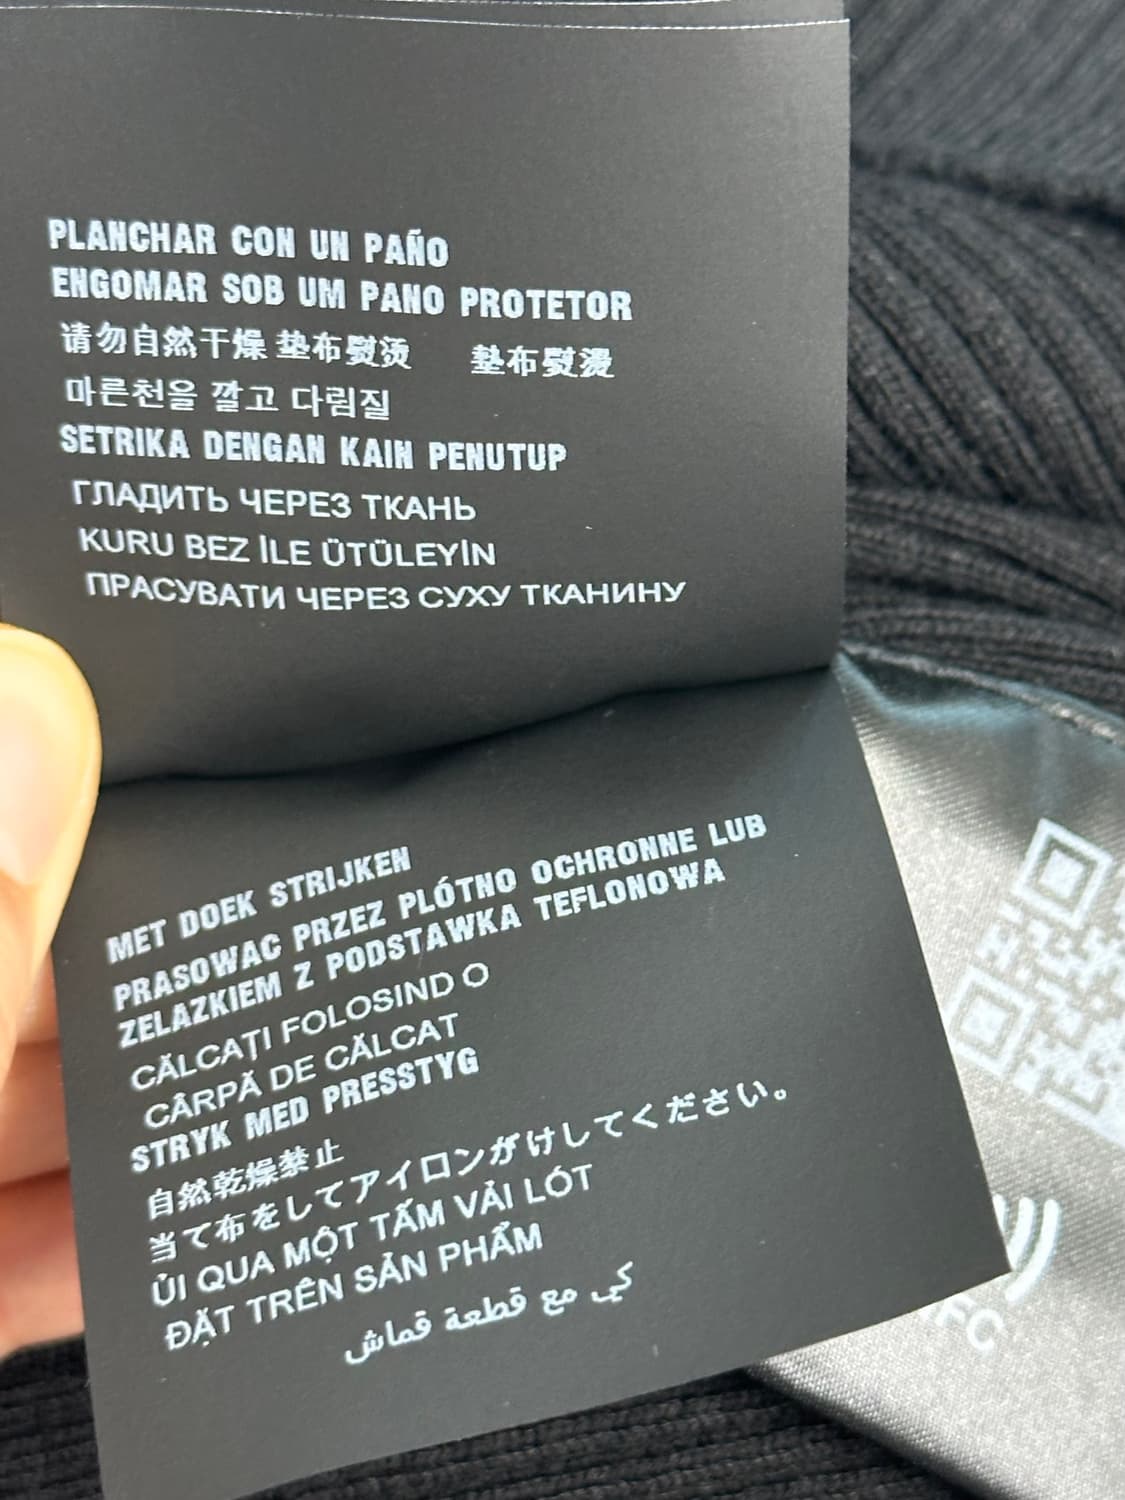 PLANCHAR CON UN PAÑO
ENGOMAR SOB UM PANO PROTETOR
请勿自然干燥 垫布熨烫 墊布熨燙
마른천을 깔고 다림질
SETRIKA DENGAN KAIN PENUTUP
ГЛАДИТЬ ЧЕРЕЗ ТКАНЬ
KURU BEZ İLE ÜTÜLEYİN
ПРАСУВАТИ ЧЕРЕЗ СУХУ ТКАНИНУ
MET DOEK STRIJKEN
PRASOWAC PRZEZ PLÓTNO OCHRONNE LUB
ZELAZKIEM Z PODSTAWKA TEFLONOWA
CĂLCAȚI FOLOSIND O
CÂRPĂ DE CĂLCAT
STRYK MED PRESSTYG
自然乾燥禁止
当て布をしてアイロンがけしてください。
ỦI QUA MỘT TẤM VẢI LÓT
ĐẶT TRÊN SẢN PHẨM
كي مع قطعة قماش
FC